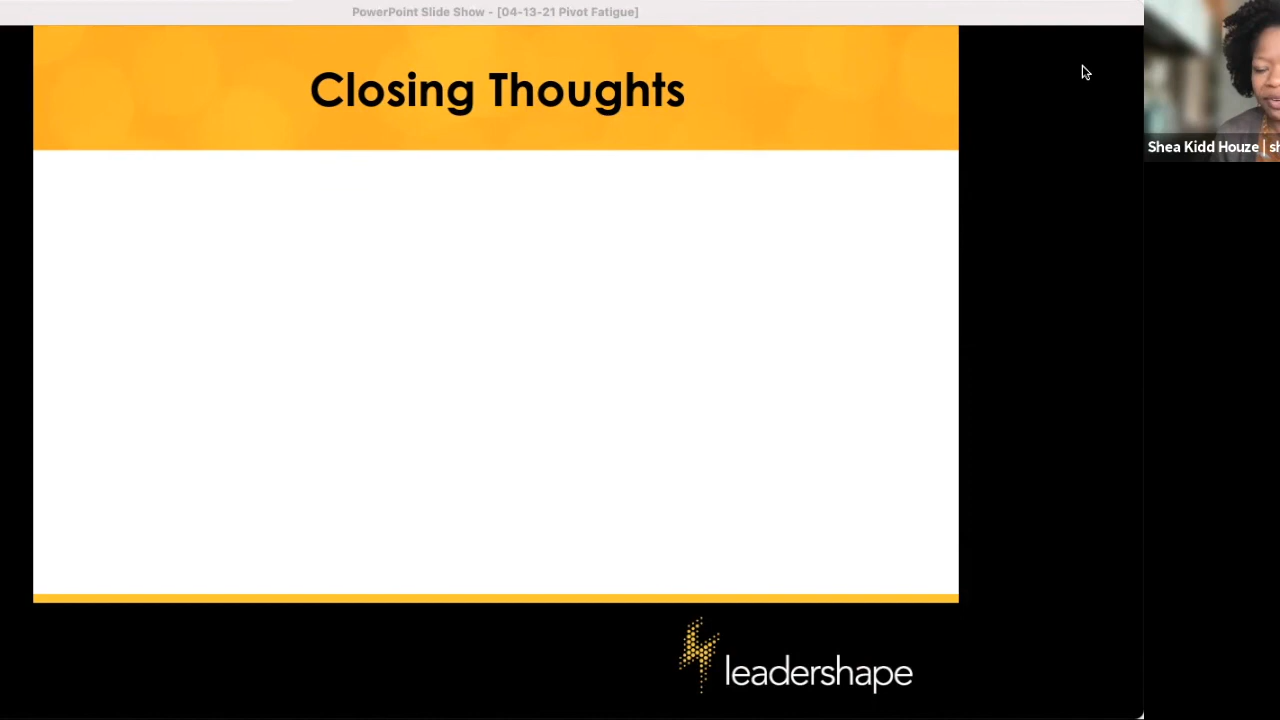 PowerPoint Slide Show - [04-13-21 Pivot Fatigue]
Closing Thoughts
Shea Kidd Houze | sh
leadershape